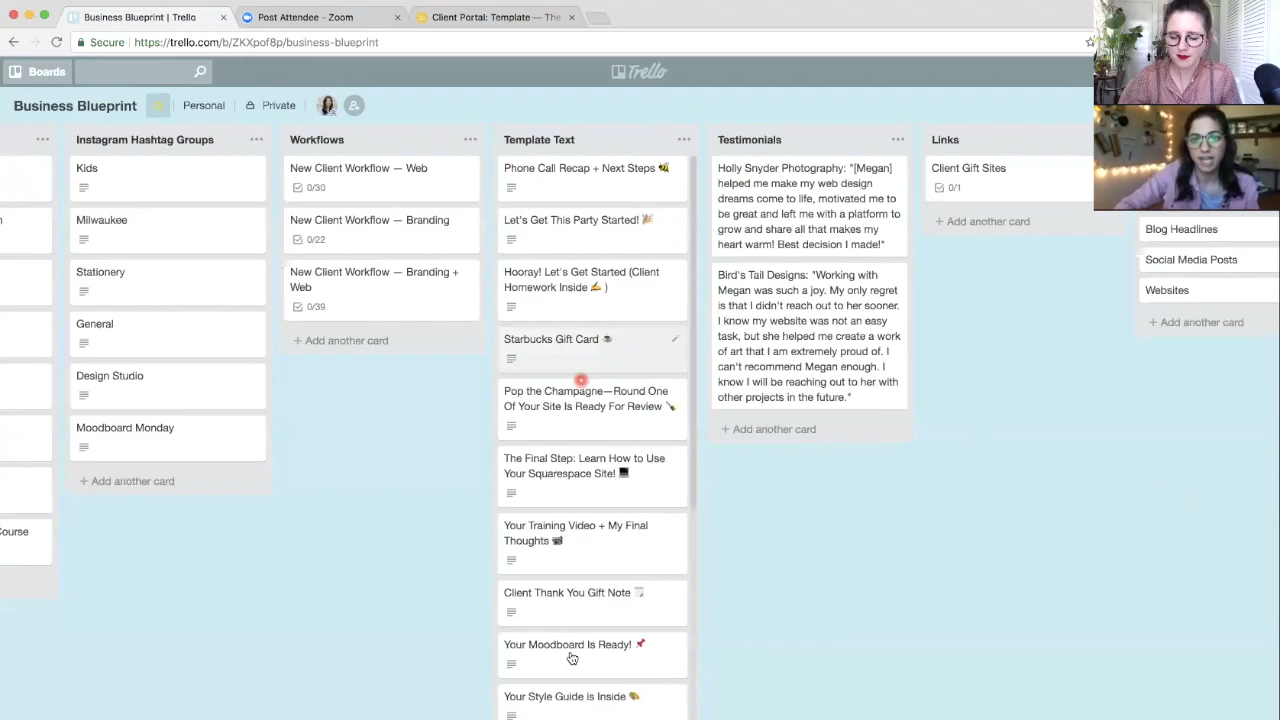 Business Blueprint | Trello
Post Attendee - Zoom
Client Portal: Template — The
Secure
https://trello.com/b/ZKXpof8p/business-blueprint
Boards
Trello
Business Blueprint
Personal
Private
Instagram Hashtag Groups
Kids
Milwaukee
Stationery
General
Design Studio
Moodboard Monday
+ Add another card
Course
Workflows
New Client Workflow — Web
0/30
New Client Workflow — Branding
0/22
New Client Workflow — Branding +
Web
0/39
+ Add another card
Template Text
Phone Call Recap + Next Steps 🐝
Let's Get This Party Started! 🎉
Hooray! Let's Get Started (Client
Homework Inside ✍️ )
Starbucks Gift Card ☕
Pop the Champagne—Round One
Of Your Site Is Ready For Review 🍾
The Final Step: Learn How to Use
Your Squarespace Site! 💻
Your Training Video + My Final
Thoughts 📹
Client Thank You Gift Note 🗒️
Your Moodboard Is Ready! 📌
Your Style Guide is Inside 🎨
Testimonials
Holly Snyder Photography: "[Megan]
helped me make my web design
dreams come to life, motivated me to
be great and left me with a platform to
grow and share all that makes my
heart warm! Best decision I made!"
Bird's Tail Designs: "Working with
Megan was such a joy. My only regret
is that I didn't reach out to her sooner.
I know my website was not an easy
task, but she helped me create a work
of art that I am extremely proud of. I
can't recommend Megan enough. I
know I will be reaching out to her with
other projects in the future."
+ Add another card
Links
Client Gift Sites
0/1
+ Add another card
Blog Headlines
Social Media Posts
Websites
+ Add another card